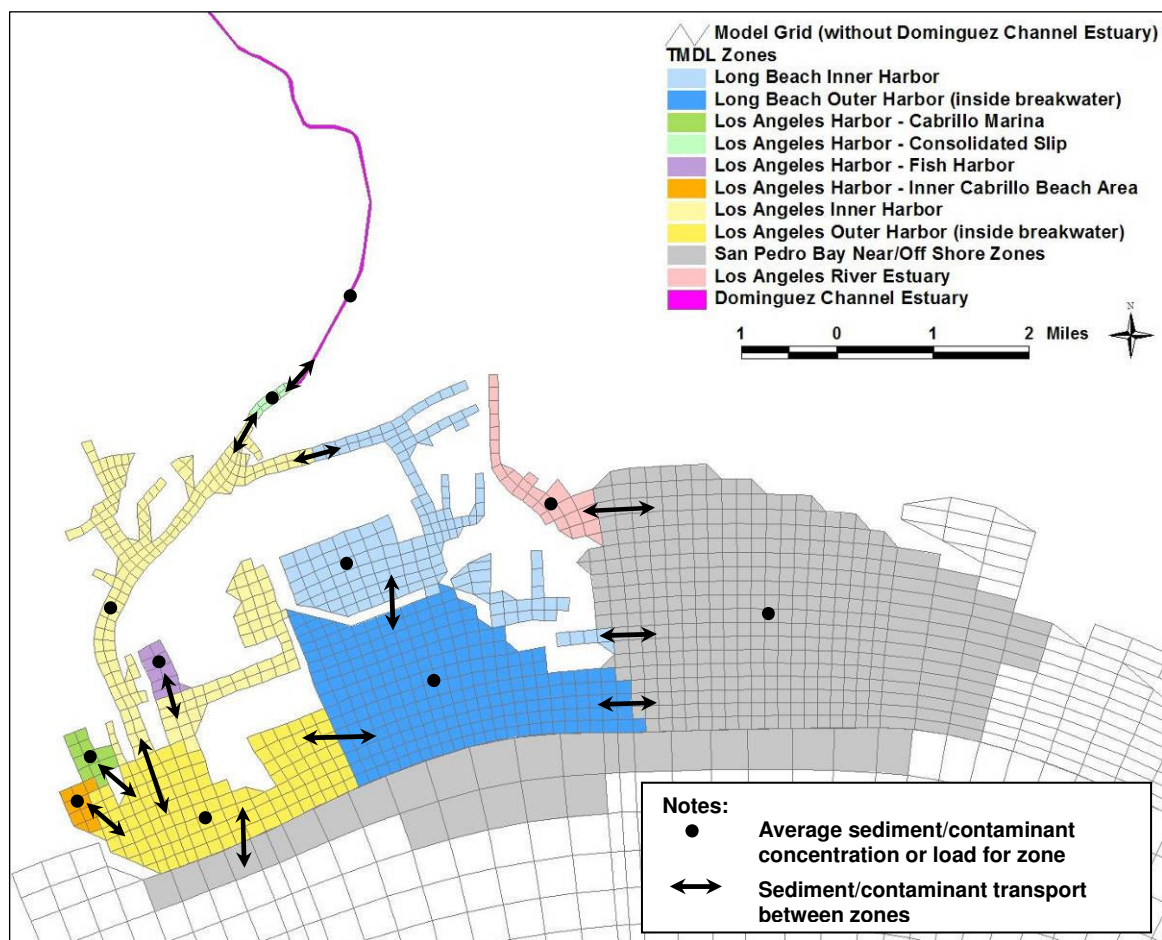 Model Grid (without Dominguez Channel Estuary)
TMDL Zones
Long Beach Inner Harbor
Long Beach Outer Harbor (inside breakwater)
Los Angeles Harbor - Cabrillo Marina
Los Angeles Harbor - Consolidated Slip
Los Angeles Harbor - Fish Harbor
Los Angeles Harbor - Inner Cabrillo Beach Area
Los Angeles Inner Harbor
Los Angeles Outer Harbor (inside breakwater)
San Pedro Bay Near/Off Shore Zones
Los Angeles River Estuary
Dominguez Channel Estuary
1 0 1 2 Miles
N
Notes:
Average sediment/contaminant
concentration or load for zone
Sediment/contaminant transport
between zones